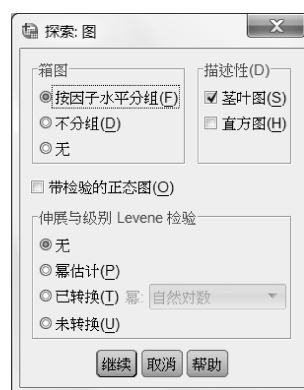 探索: 图
箱图
按因子水平分组(F)
不分组(D)
无
描述性(D)
茎叶图(S)
直方图(H)
带检验的正态图(O)
伸展与级别 Levene 检验
无
幂估计(P)
已转换(T) 幂: 自然对数
未转换(U)
继续 取消 帮助